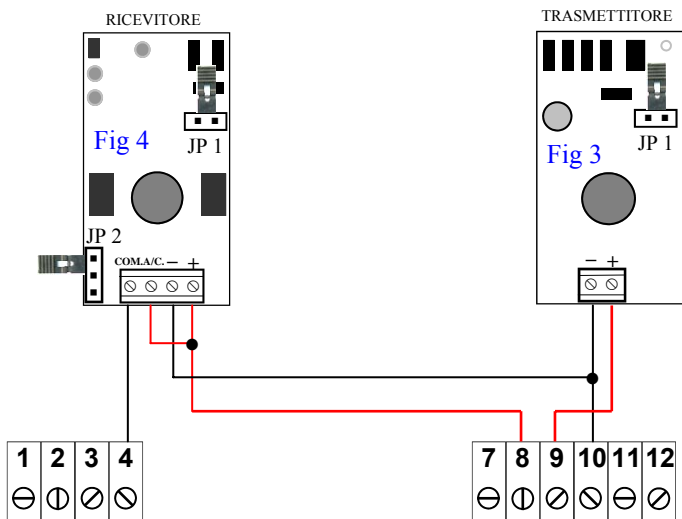 RICEVITORE
TRASMETTITORE
Fig 4
JP 1
Fig 3
JP 1
JP 2
COM.A/C. − +
− +
1 2 3 4
7 8 9 10 11 12